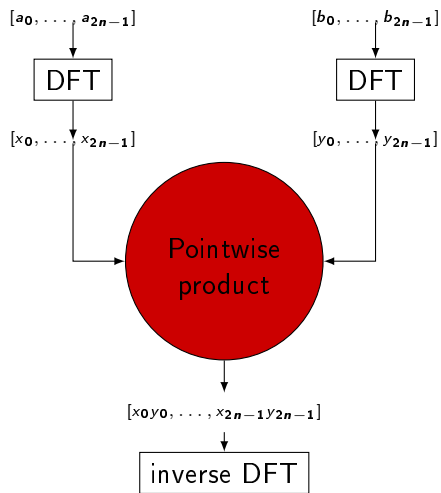 [a₀, . . . , a₂ₙ₋₁] [b₀, . . . , b₂ₙ₋₁]
DFT DFT
[x₀, . . . , x₂ₙ₋₁] [y₀, . . . , y₂ₙ₋₁]
Pointwise
product
[x₀y₀, . . . , x₂ₙ₋₁y₂ₙ₋₁]
inverse DFT